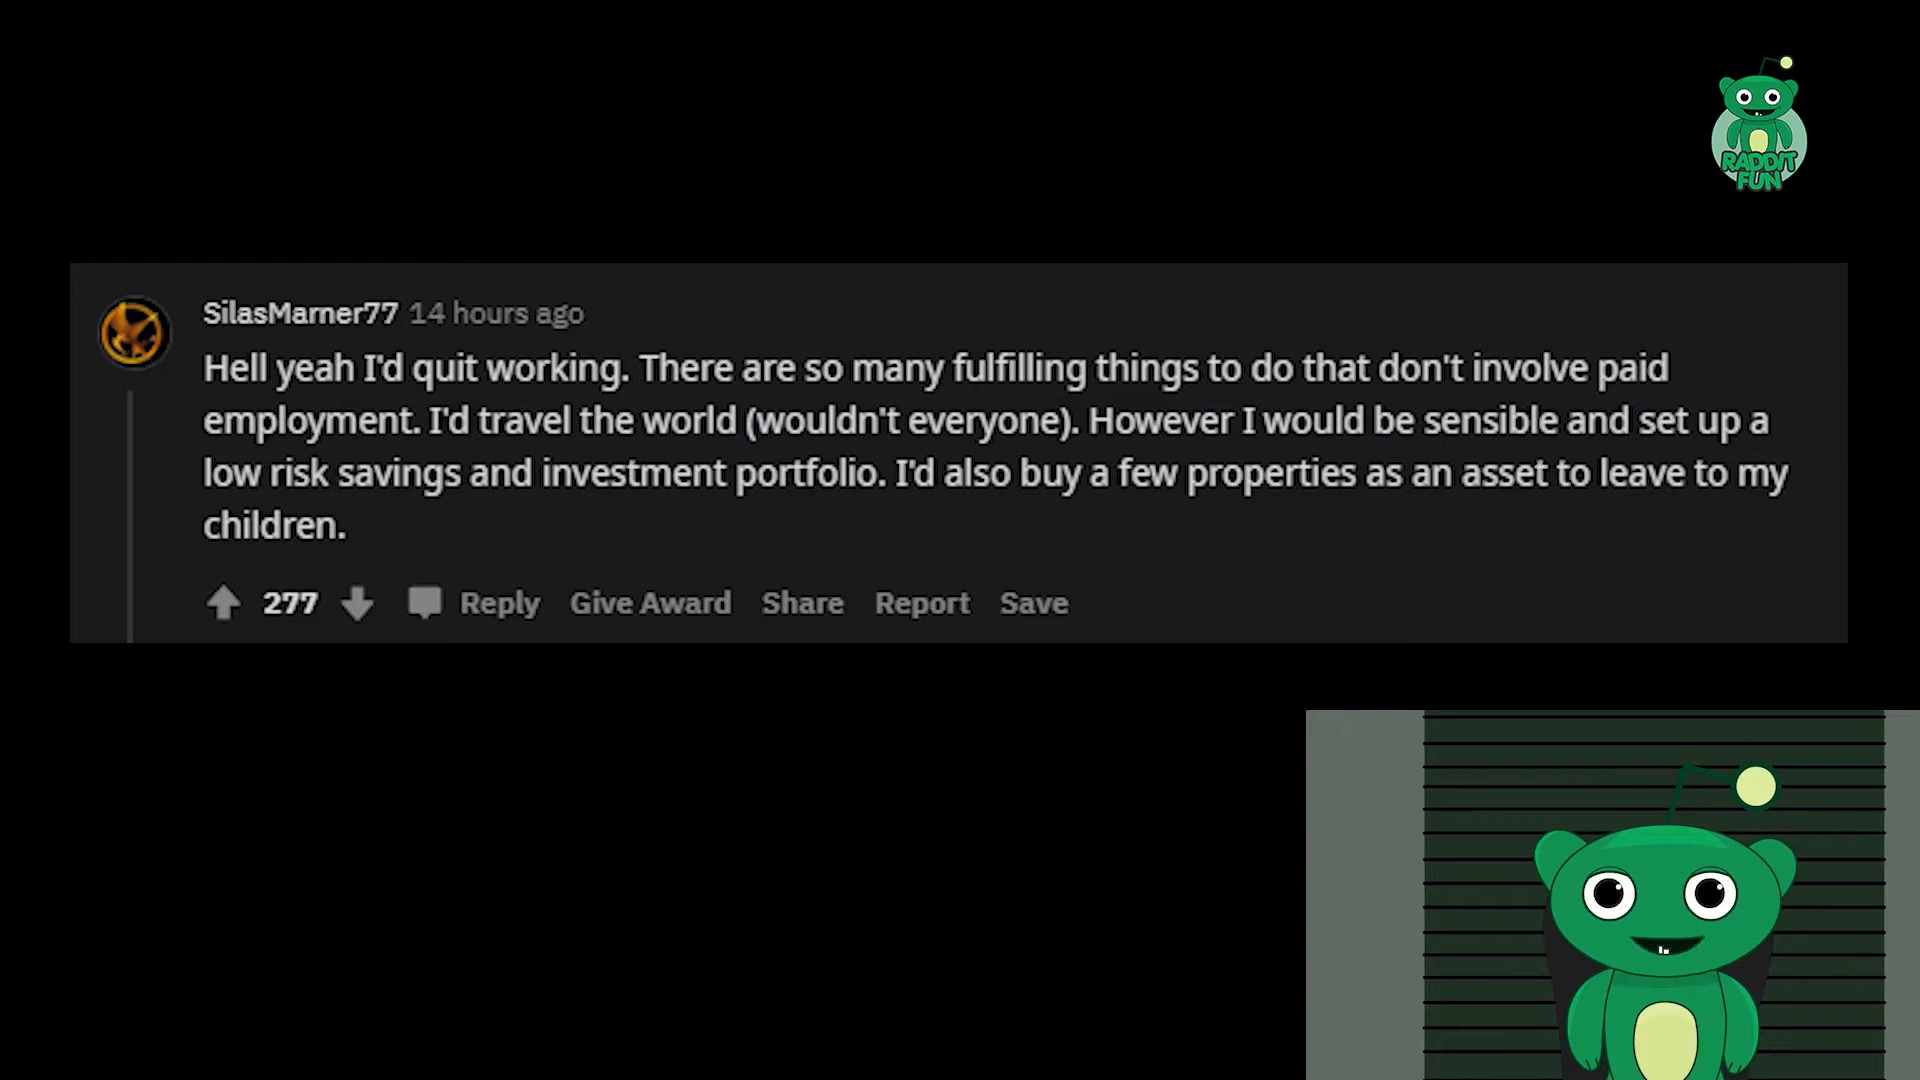 RADDIT
FUN
SilasMarner77 14 hours ago
Hell yeah I'd quit working. There are so many fulfilling things to do that don't involve paid
employment. I'd travel the world (wouldn't everyone). However I would be sensible and set up a
low risk savings and investment portfolio. I'd also buy a few properties as an asset to leave to my
children.
277 Reply Give Award Share Report Save